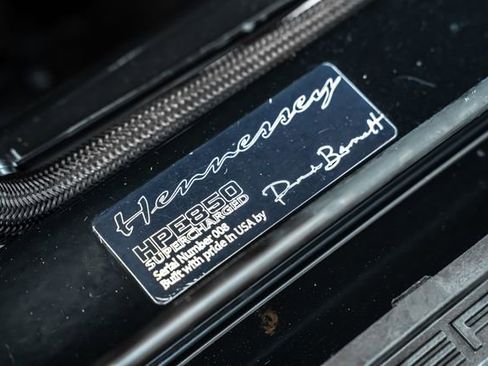 Hennessey
HPE850
SUPERCHARGED
Serial Number 008
Built with pride in USA by